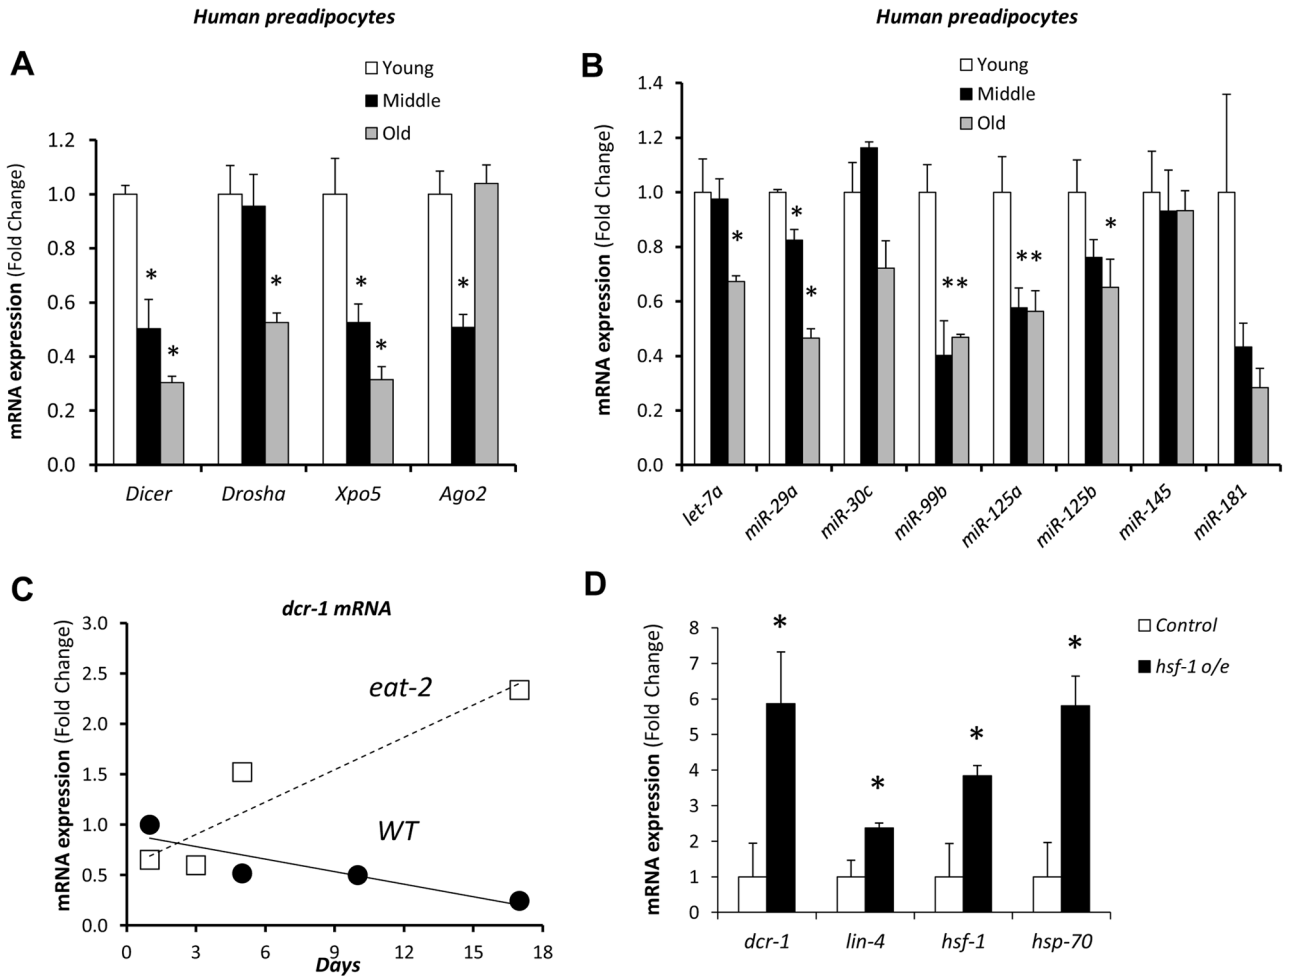 Human preadipocytes
A
Young
Middle
Old
mRNA expression (Fold Change)
1.2
1.0
0.8
0.6
0.4
0.2
0.0
* * * * * *
Dicer Drosha Xpo5 Ago2
Human preadipocytes
B
Young
Middle
Old
mRNA expression (Fold Change)
1.4
1.2
1.0
0.8
0.6
0.4
0.2
0.0
* * * ** ** *
let-7a miR-29a miR-30c miR-99b miR-125a miR-125b miR-145 miR-181
C
dcr-1 mRNA
mRNA expression (Fold Change)
3.0
2.5
2.0
1.5
1.0
0.5
0.0
eat-2
WT
0 3 6 9 12 15 18
Days
D
Control
hsf-1 o/e
mRNA expression (Fold Change)
8
7
6
5
4
3
2
1
0
* * * *
dcr-1 lin-4 hsf-1 hsp-70